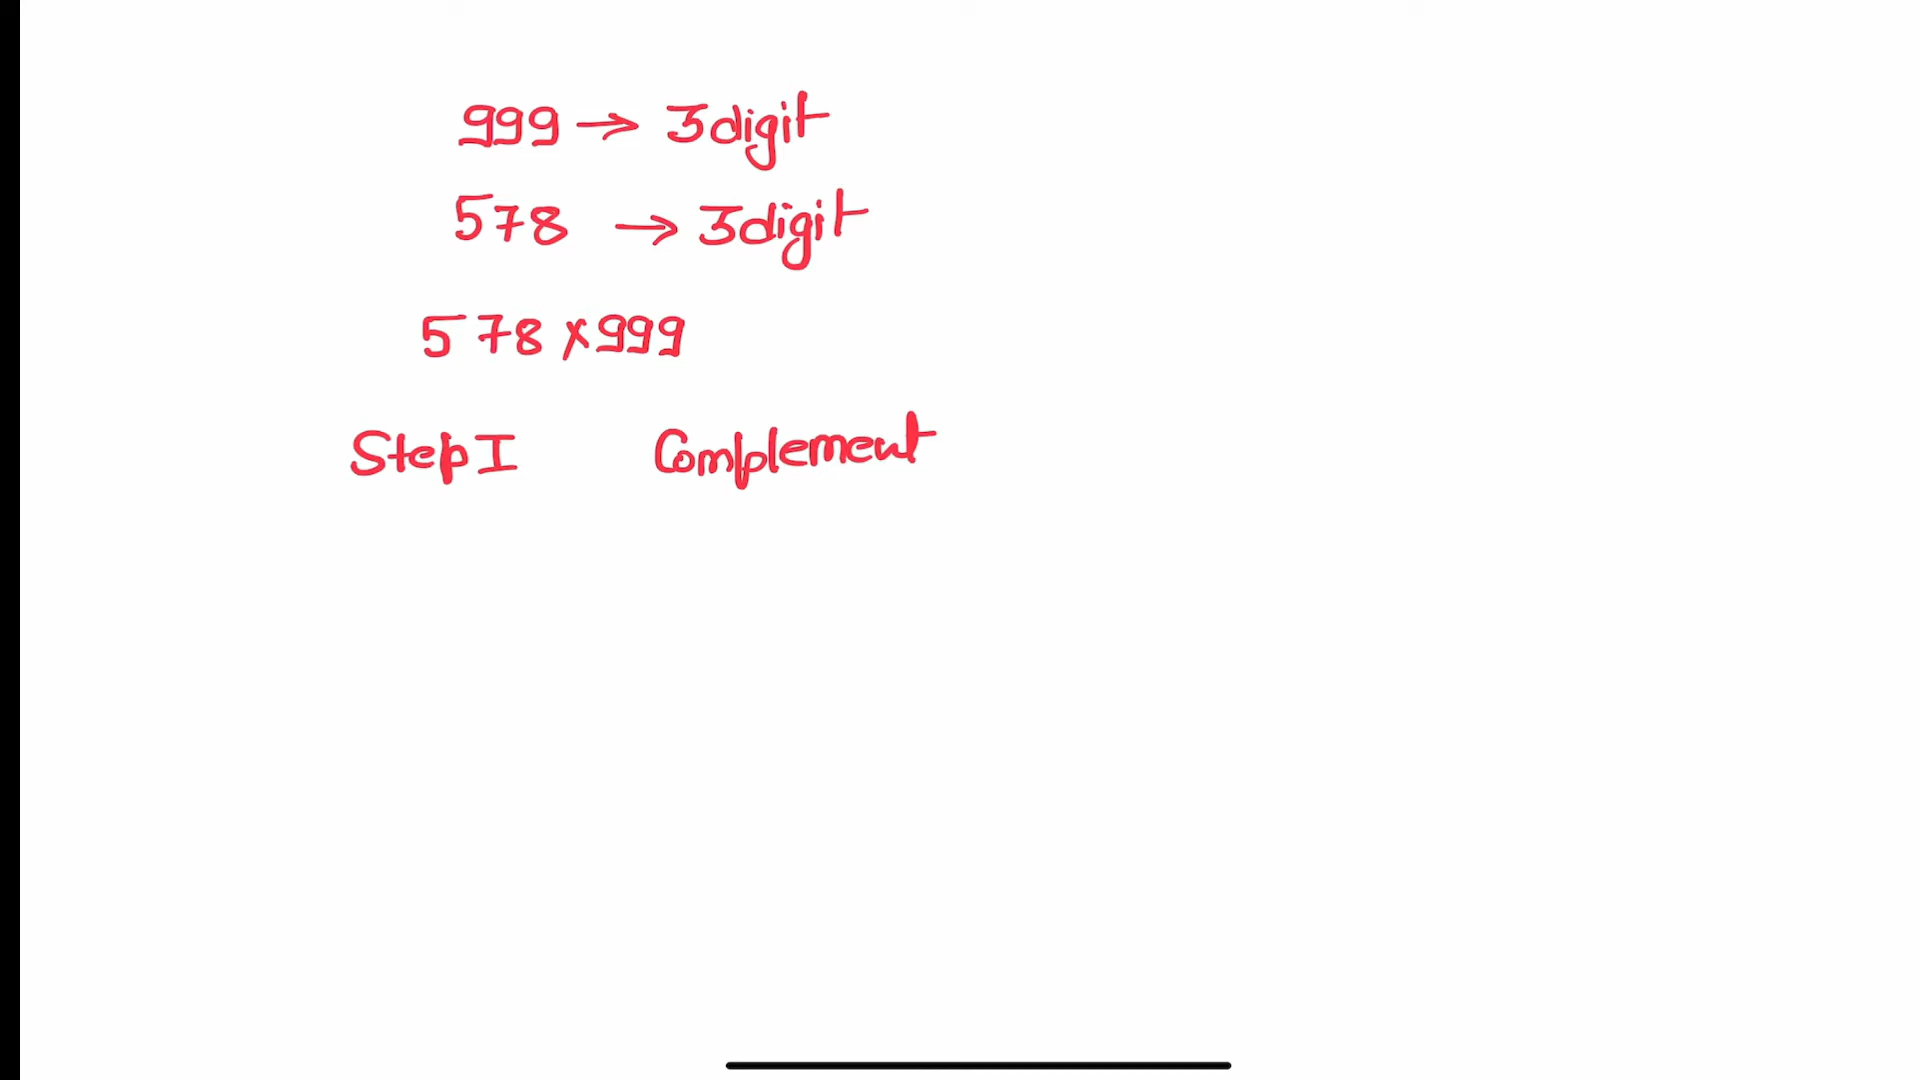 999 → 3digit
578 → 3digit
578 x 999
Step I Complement